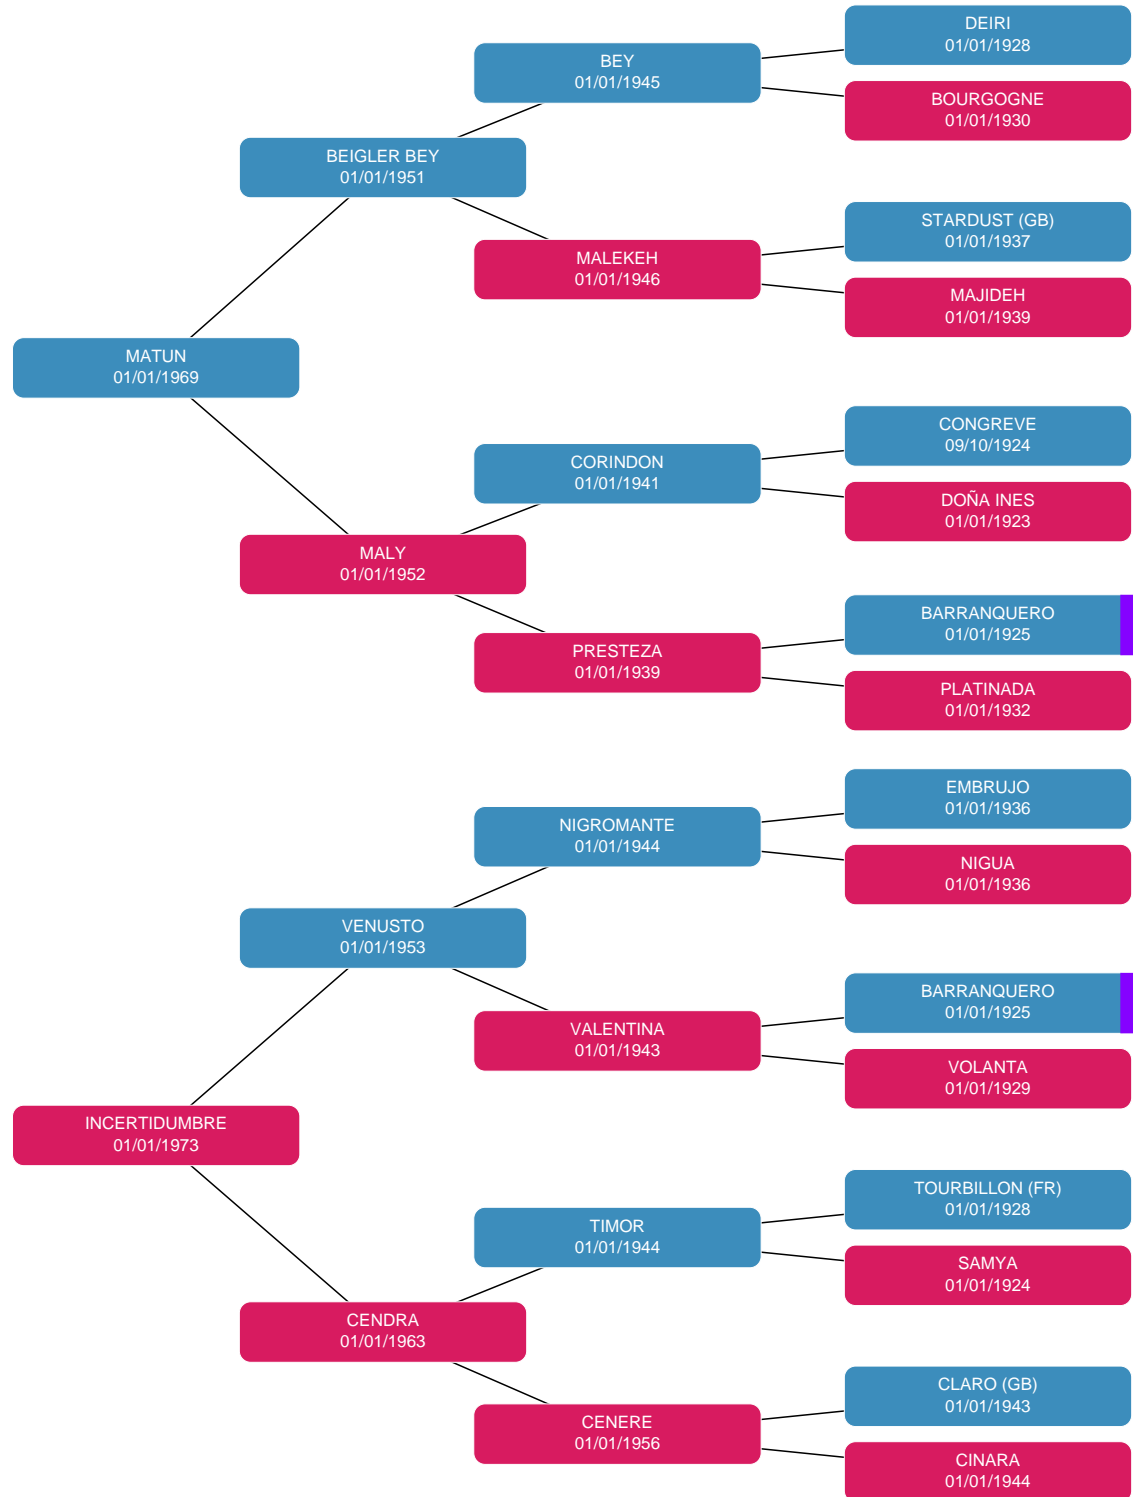 DEIRI
01/01/1928
BEY
01/01/1945
BOURGOGNE
01/01/1930
BEIGLER BEY
01/01/1951
STARDUST (GB)
01/01/1937
MALEKEH
01/01/1946
MAJIDEH
01/01/1939
MATUN
01/01/1969
CONGREVE
09/10/1924
CORINDON
01/01/1941
DOÑA INES
01/01/1923
MALY
01/01/1952
BARRANQUERO
01/01/1925
PRESTEZA
01/01/1939
PLATINADA
01/01/1932
EMBRUJO
01/01/1936
NIGROMANTE
01/01/1944
NIGUA
01/01/1936
VENUSTO
01/01/1953
BARRANQUERO
01/01/1925
VALENTINA
01/01/1943
VOLANTA
01/01/1929
INCERTIDUMBRE
01/01/1973
TOURBILLON (FR)
01/01/1928
TIMOR
01/01/1944
SAMYA
01/01/1924
CENDRA
01/01/1963
CLARO (GB)
01/01/1943
CENERE
01/01/1956
CINARA
01/01/1944